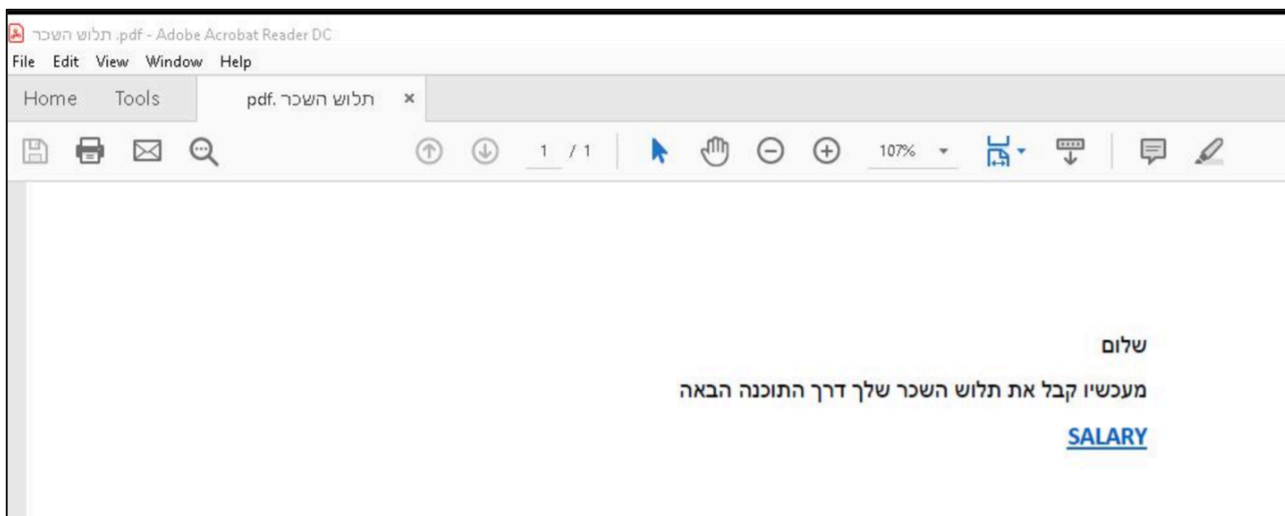 תלוש השכר .pdf - Adobe Acrobat Reader DC
File Edit View Window Help
Home Tools תלוש השכר .pdf ×
1 / 1 107%
שלום
מעכשיו קבל את תלוש השכר שלך דרך התוכנה הבאה
SALARY